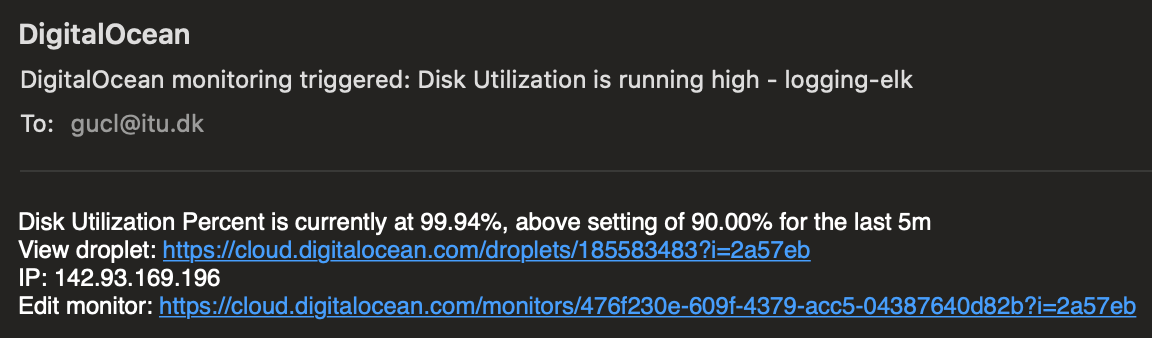 DigitalOcean
DigitalOcean monitoring triggered: Disk Utilization is running high - logging-elk
To: gucl@itu.dk
Disk Utilization Percent is currently at 99.94%, above setting of 90.00% for the last 5m
View droplet: https://cloud.digitalocean.com/droplets/185583483?i=2a57eb
IP: 142.93.169.196
Edit monitor: https://cloud.digitalocean.com/monitors/476f230e-609f-4379-acc5-04387640d82b?i=2a57eb